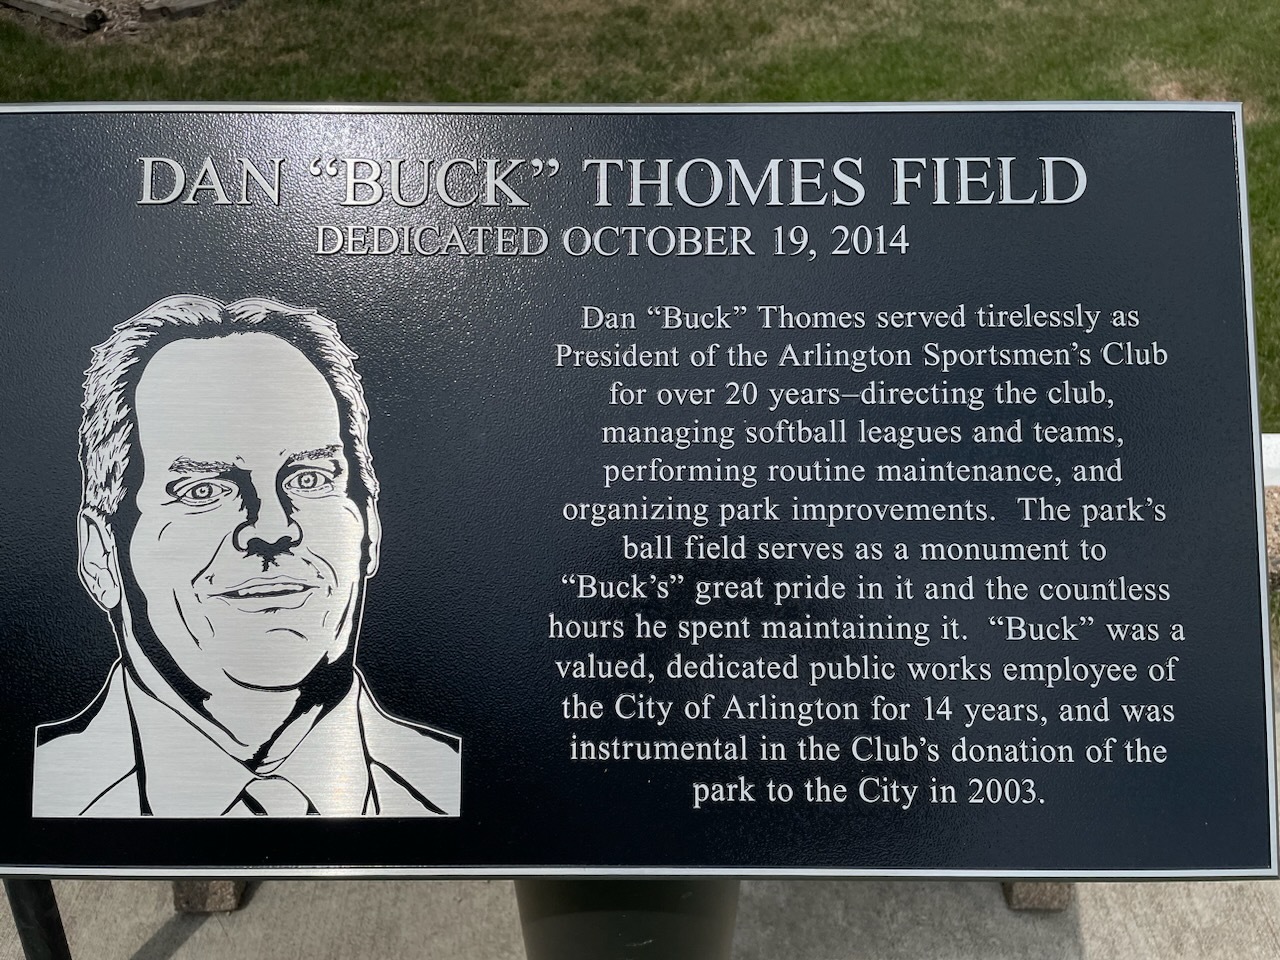 DAN “BUCK” THOMES FIELD
DEDICATED OCTOBER 19, 2014
Dan “Buck” Thomes served tirelessly as
President of the Arlington Sportsmen’s Club
for over 20 years–directing the club,
managing softball leagues and teams,
performing routine maintenance, and
organizing park improvements. The park’s
ball field serves as a monument to
“Buck’s” great pride in it and the countless
hours he spent maintaining it. “Buck” was a
valued, dedicated public works employee of
the City of Arlington for 14 years, and was
instrumental in the Club’s donation of the
park to the City in 2003.